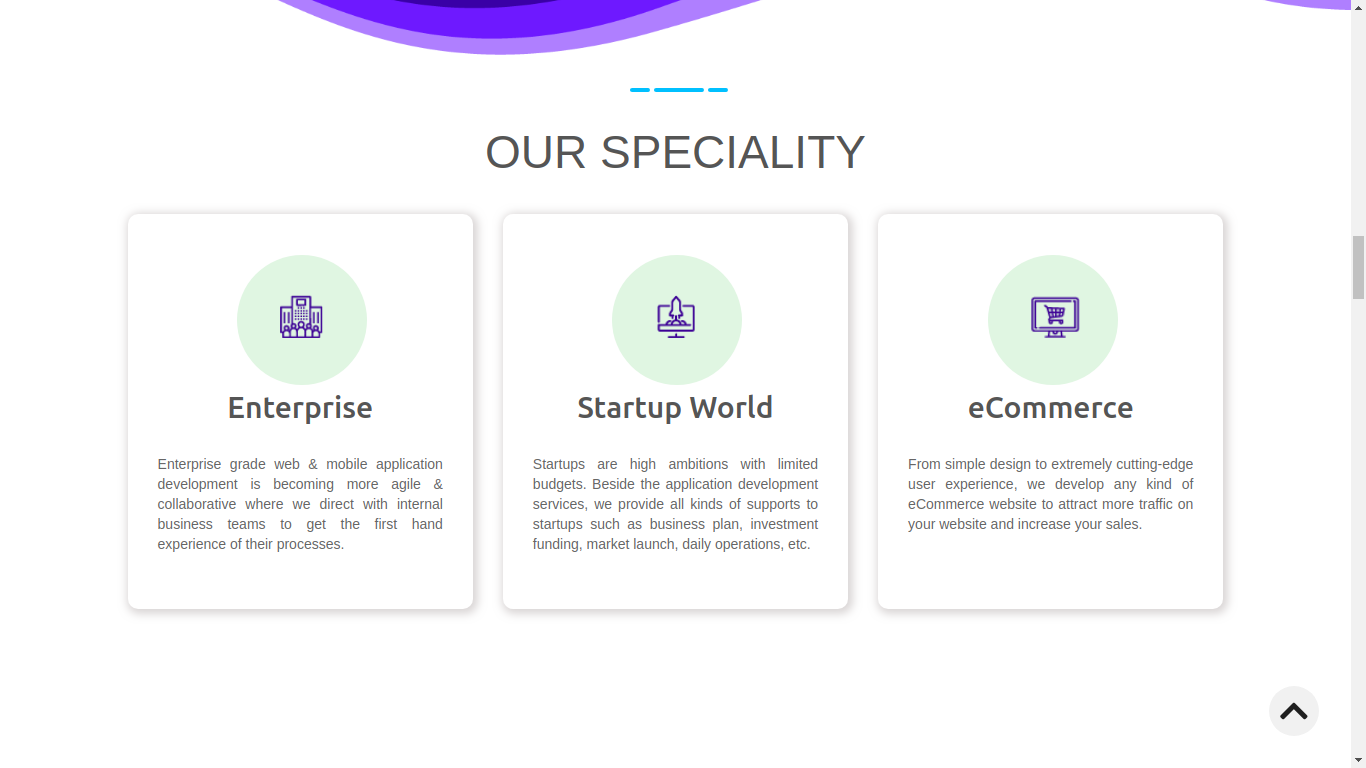 OUR SPECIALITY
Enterprise
Enterprise grade web & mobile application
development is becoming more agile &
collaborative where we direct with internal
business teams to get the first hand
experience of their processes.
Startup World
Startups are high ambitions with limited
budgets. Beside the application development
services, we provide all kinds of supports to
startups such as business plan, investment
funding, market launch, daily operations, etc.
eCommerce
From simple design to extremely cutting-edge
user experience, we develop any kind of
eCommerce website to attract more traffic on
your website and increase your sales.